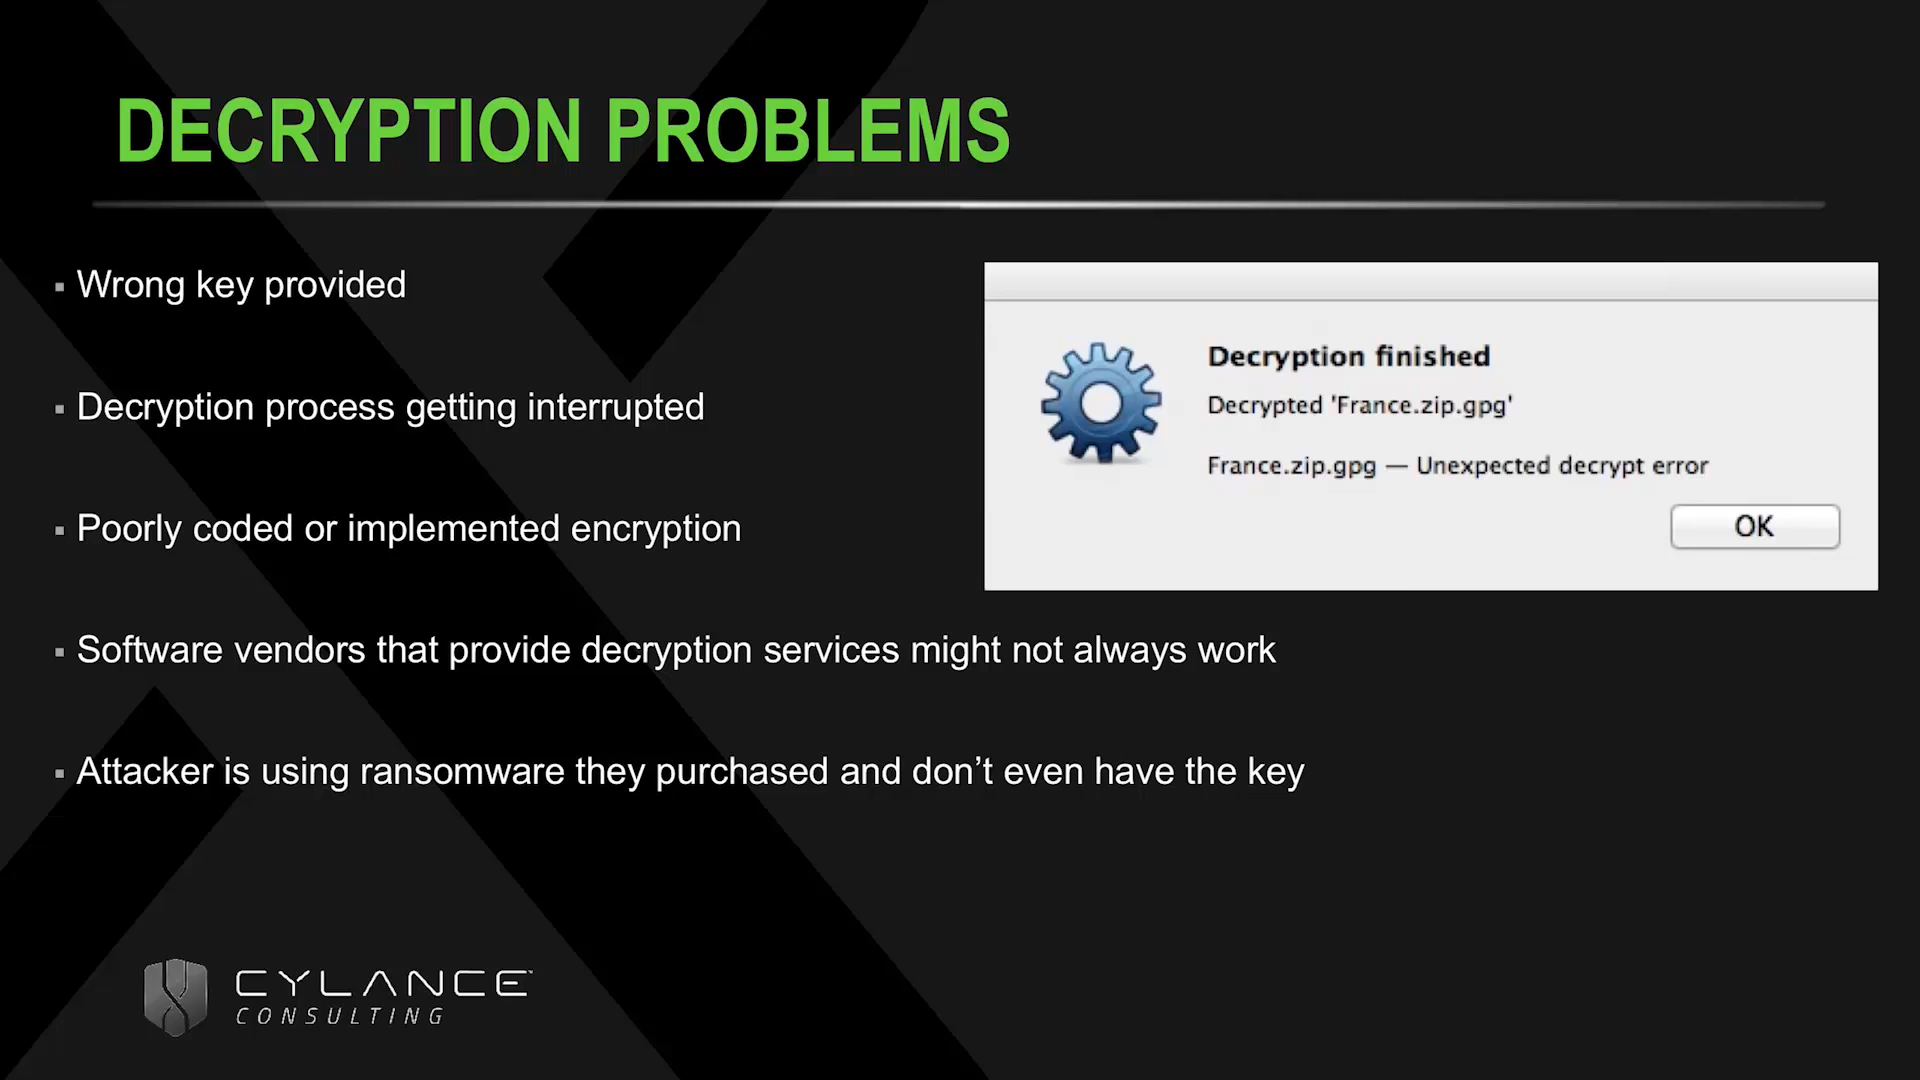 DECRYPTION PROBLEMS
Wrong key provided
Decryption process getting interrupted
Poorly coded or implemented encryption
Software vendors that provide decryption services might not always work
Attacker is using ransomware they purchased and don’t even have the key
Decryption finished
Decrypted 'France.zip.gpg'
France.zip.gpg — Unexpected decrypt error
OK
CYLANCE™
CONSULTING